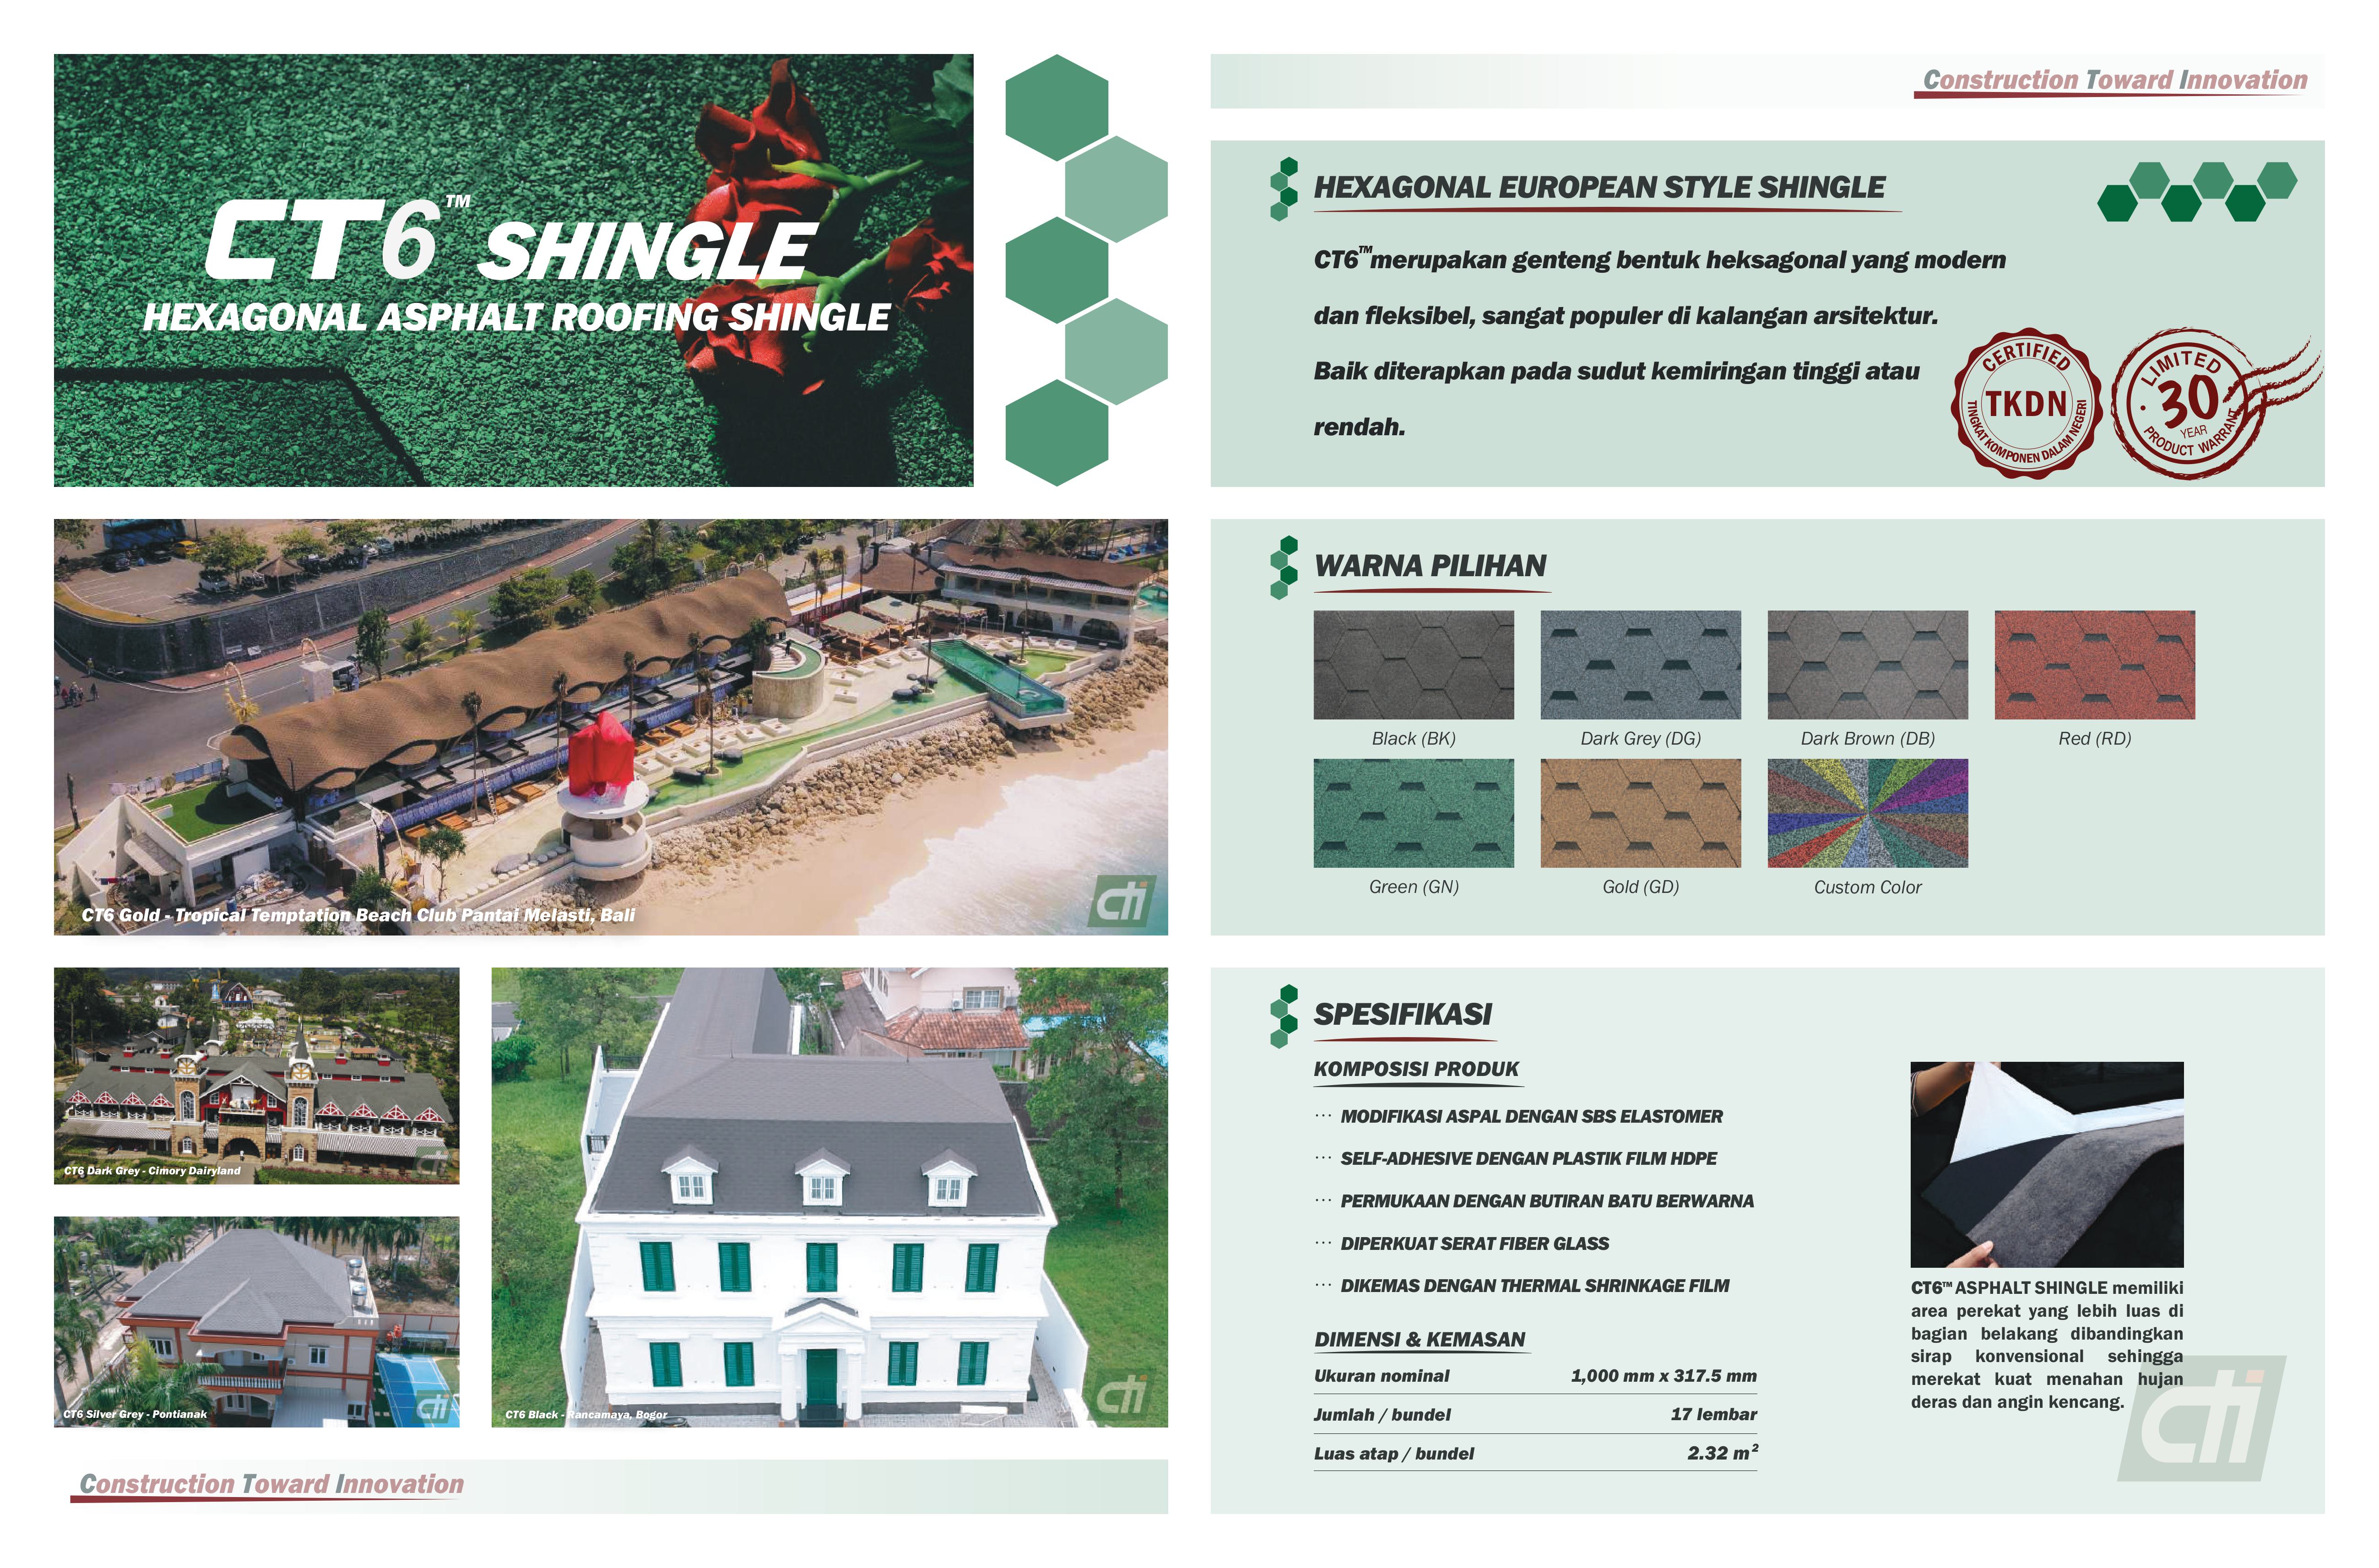 CT6™ SHINGLE
HEXAGONAL ASPHALT ROOFING SHINGLE
CT6 Gold - Tropical Temptation Beach Club Pantai Melasti, Bali
cti
CT6 Dark Grey - Cimory Dairyland
cti
CT6 Silver Grey - Pontianak
cti
CT6 Black - Rancamaya, Bogor
cti
Construction Toward Innovation
Construction Toward Innovation
HEXAGONAL EUROPEAN STYLE SHINGLE
CT6™merupakan genteng bentuk heksagonal yang modern
dan fleksibel, sangat populer di kalangan arsitektur.
Baik diterapkan pada sudut kemiringan tinggi atau
rendah.
CERTIFIED
TKDN
TINGKAT KOMPONEN DALAM NEGERI
LIMITED
30
YEAR
PRODUCT WARRANT
WARNA PILIHAN
Black (BK)
Dark Grey (DG)
Dark Brown (DB)
Red (RD)
Green (GN)
Gold (GD)
Custom Color
SPESIFIKASI
KOMPOSISI PRODUK
··· MODIFIKASI ASPAL DENGAN SBS ELASTOMER
··· SELF-ADHESIVE DENGAN PLASTIK FILM HDPE
··· PERMUKAAN DENGAN BUTIRAN BATU BERWARNA
··· DIPERKUAT SERAT FIBER GLASS
··· DIKEMAS DENGAN THERMAL SHRINKAGE FILM
DIMENSI & KEMASAN
Ukuran nominal 1,000 mm x 317.5 mm
Jumlah / bundel 17 lembar
Luas atap / bundel 2.32 m²
CT6™ ASPHALT SHINGLE memiliki
area perekat yang lebih luas di
bagian belakang dibandingkan
sirap konvensional sehingga
merekat kuat menahan hujan
deras dan angin kencang.
cti